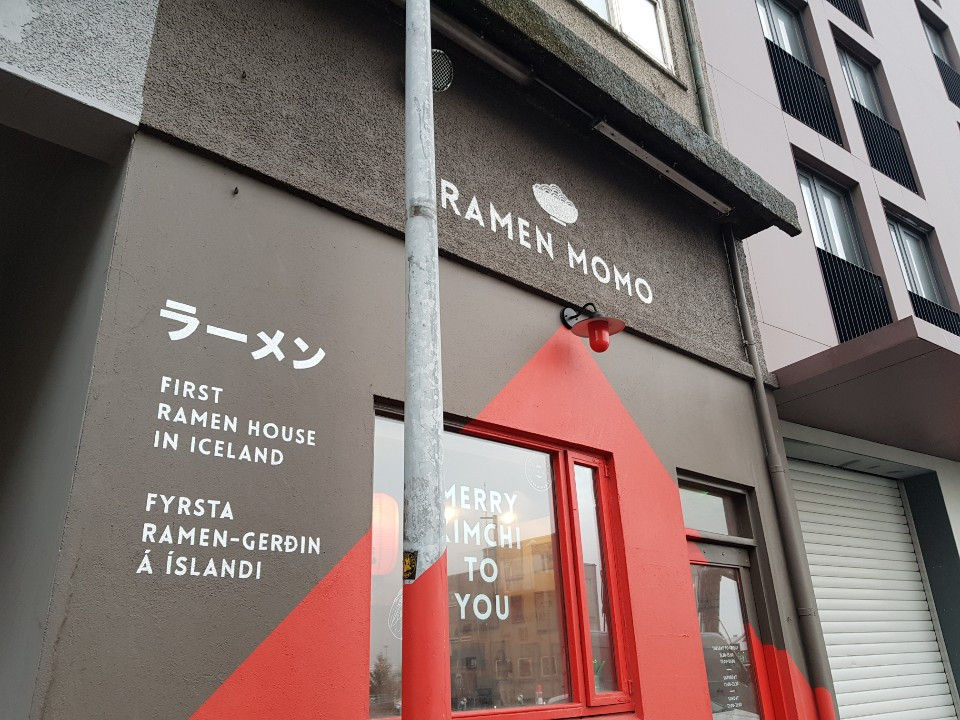 RAMEN MOMO
ラーメン
FIRST
RAMEN HOUSE
IN ICELAND
FYRSTA
RAMEN-GERÐIN
Á ÍSLANDI
MERRY
KIMCHI
TO
YOU